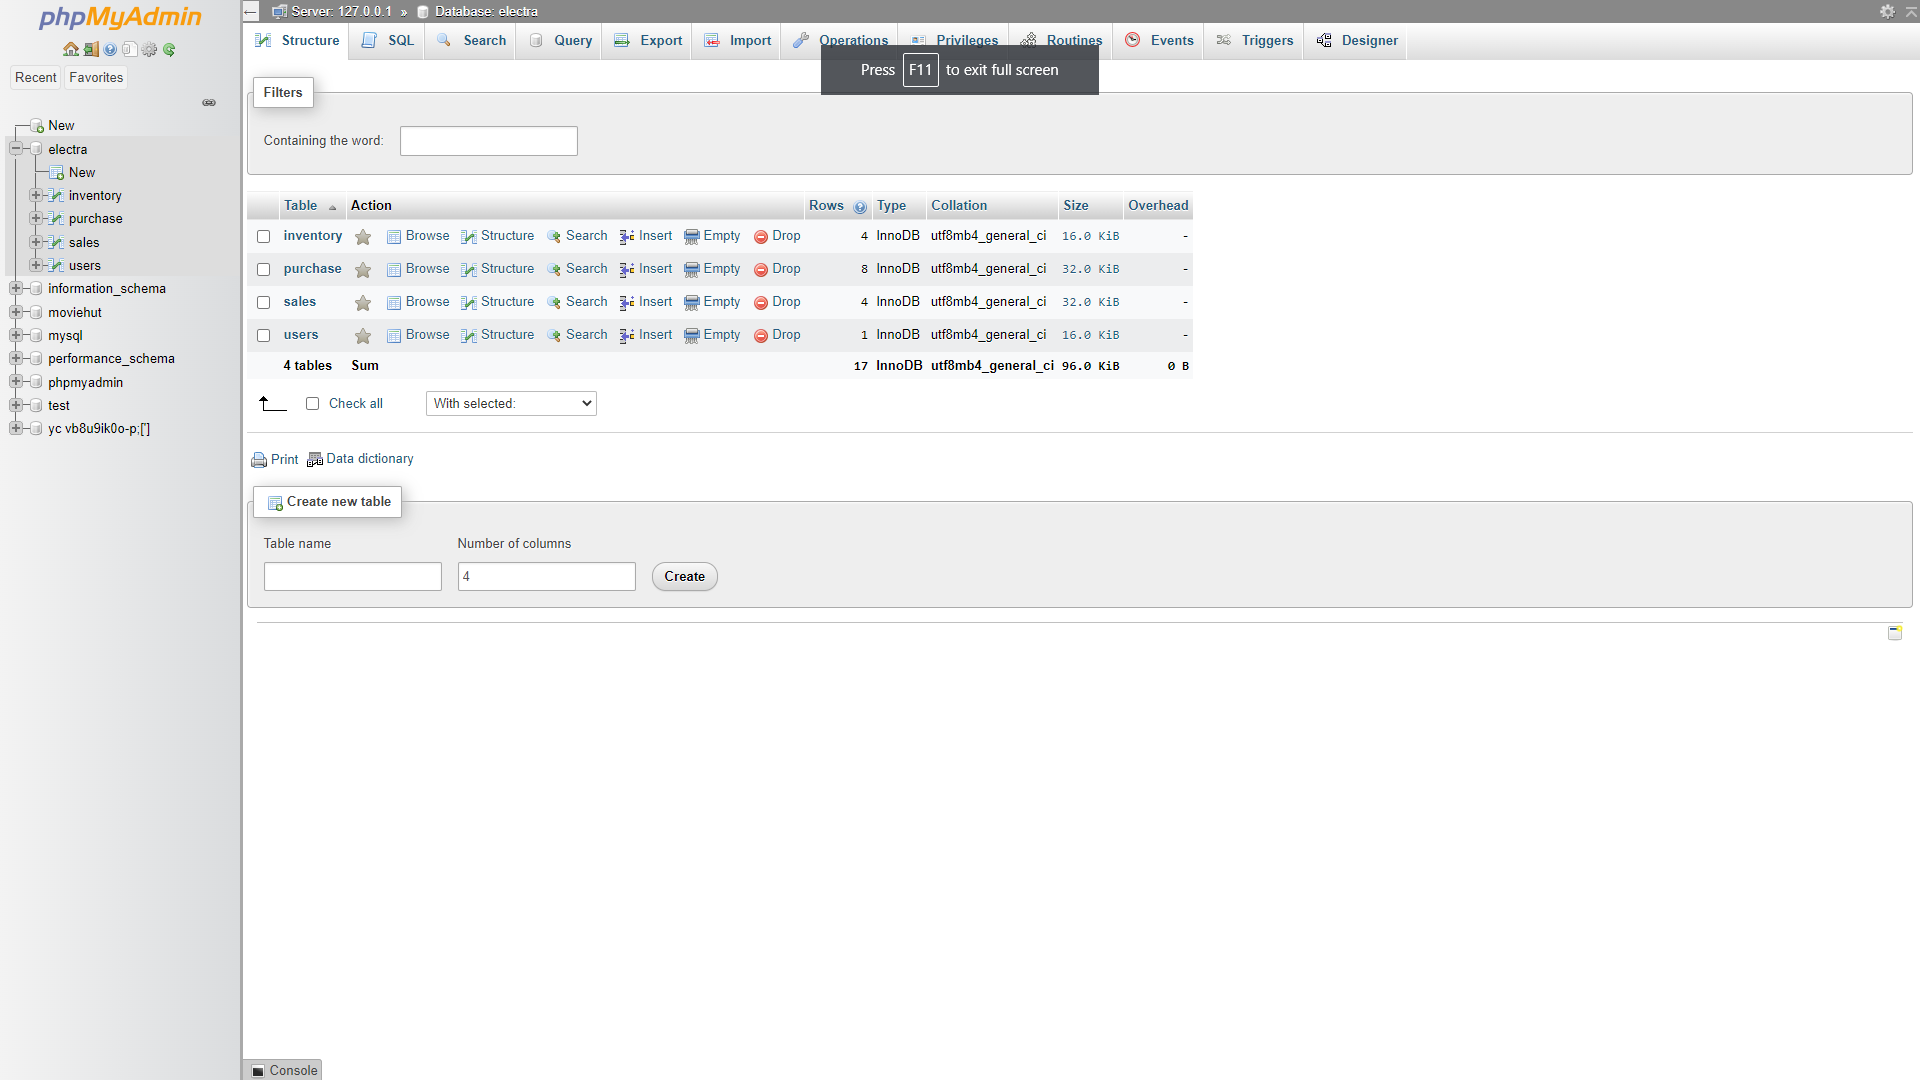 phpMyAdmin
Recent Favorites
New
electra
New
inventory
purchase
sales
users
information_schema
moviehut
mysql
performance_schema
phpmyadmin
test
yc vb8u9ik0o-p;[']
Server: 127.0.0.1 » Database: electra
Structure SQL Search Query Export Import Operations Privileges Routines Events Triggers Designer
Press F11 to exit full screen
Filters
Containing the word:
Table Action Rows Type Collation Size Overhead
inventory Browse Structure Search Insert Empty Drop 4 InnoDB utf8mb4_general_ci 16.0 KiB -
purchase Browse Structure Search Insert Empty Drop 8 InnoDB utf8mb4_general_ci 32.0 KiB -
sales Browse Structure Search Insert Empty Drop 4 InnoDB utf8mb4_general_ci 32.0 KiB -
users Browse Structure Search Insert Empty Drop 1 InnoDB utf8mb4_general_ci 16.0 KiB -
4 tables Sum 17 InnoDB utf8mb4_general_ci 96.0 KiB 0 B
Check all With selected:
Print Data dictionary
Create new table
Table name Number of columns
4 Create
Console